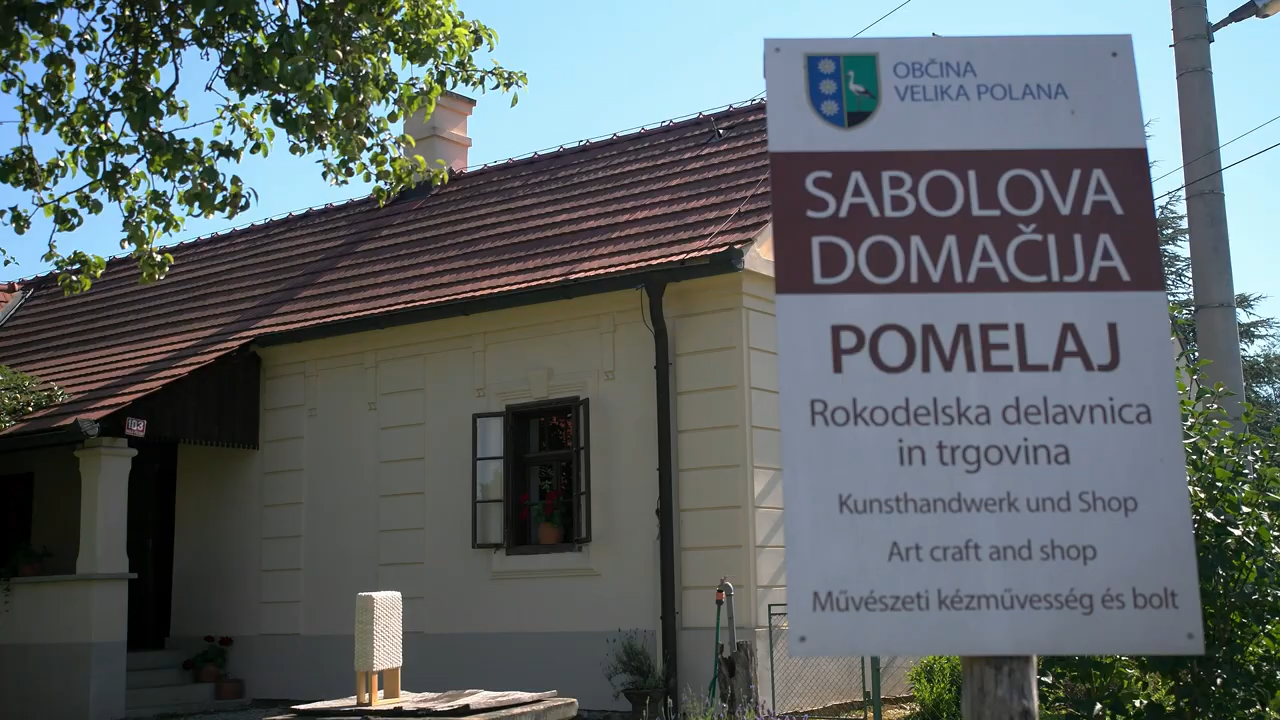 OBČINA
VELIKA POLANA
SABOLOVA
DOMAČIJA
POMELAJ
Rokodelska delavnica
in trgovina
Kunsthandwerk und Shop
Art craft and shop
Művészeti kézművesség és bolt
103